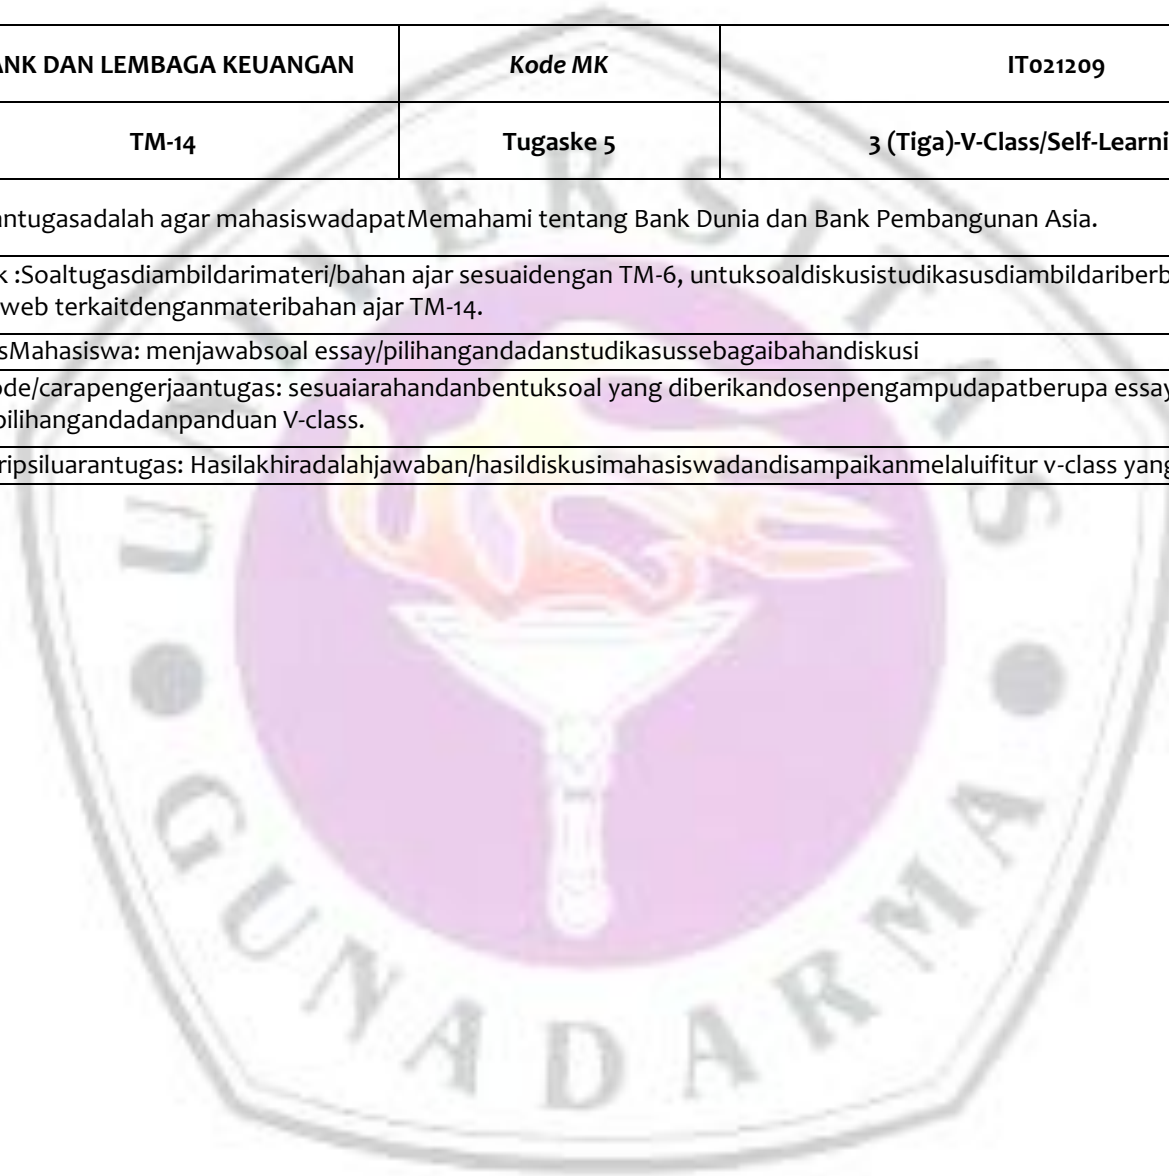 ANK DAN LEMBAGA KEUANGAN Kode MK IT021209
TM-14 Tugaske 5 3 (Tiga)-V-Class/Self-Learni
antugasadalah agar mahasiswadapatMemahami tentang Bank Dunia dan Bank Pembangunan Asia.
k :Soaltugasdiambildarimateri/bahan ajar sesuaidengan TM-6, untuksoaldiskusistudikasusdiambildariberb
web terkaitdenganmateribahan ajar TM-14.
sMahasiswa: menjawabsoal essay/pilihangandadanstudikasussebagaibahandiskusi
ode/carapengerjaantugas: sesuaiarahandanbentuksoal yang diberikandosenpengampudapatberupa essay
pilihangandadanpanduan V-class.
ripsiluarantugas: Hasilakhiradalahjawaban/hasildiskusimahasiswadandisampaikanmelaluifitur v-class yang
UNIVERSITAS
GUNADARMA